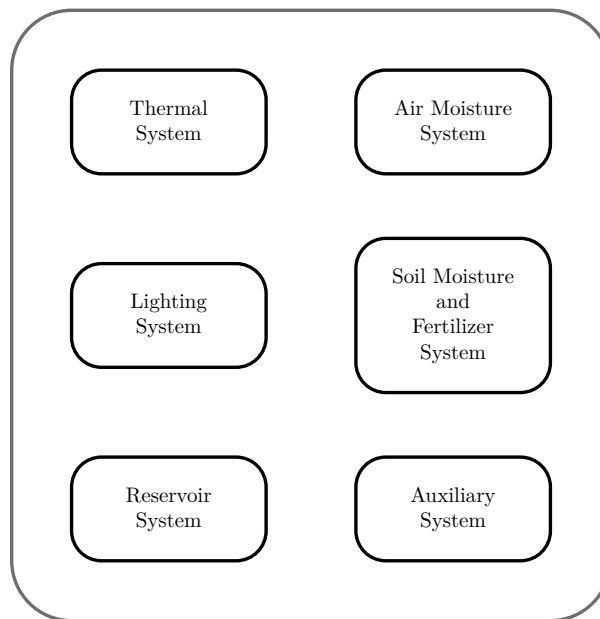 Thermal
System
Air Moisture
System
Lighting
System
Soil Moisture
and
Fertilizer
System
Reservoir
System
Auxiliary
System